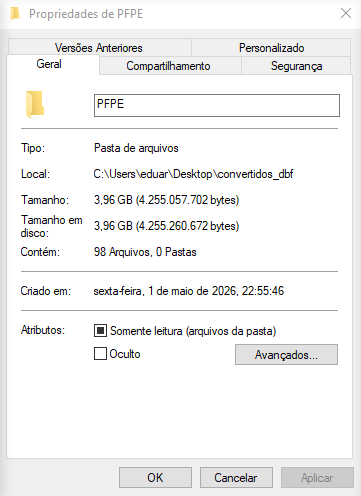 Propriedades de PFPE
Versões Anteriores
Personalizado
Geral
Compartilhamento
Segurança
PFPE
Tipo: Pasta de arquivos
Local: C:\Users\eduar\Desktop\convertidos_dbf
Tamanho: 3,96 GB (4.255.057.702 bytes)
Tamanho em
disco: 3,96 GB (4.255.260.672 bytes)
Contém: 98 Arquivos, 0 Pastas
Criado em: sexta-feira, 1 de maio de 2026, 22:55:46
Atributos: Somente leitura (arquivos da pasta)
Oculto
Avançados...
OK
Cancelar
Aplicar